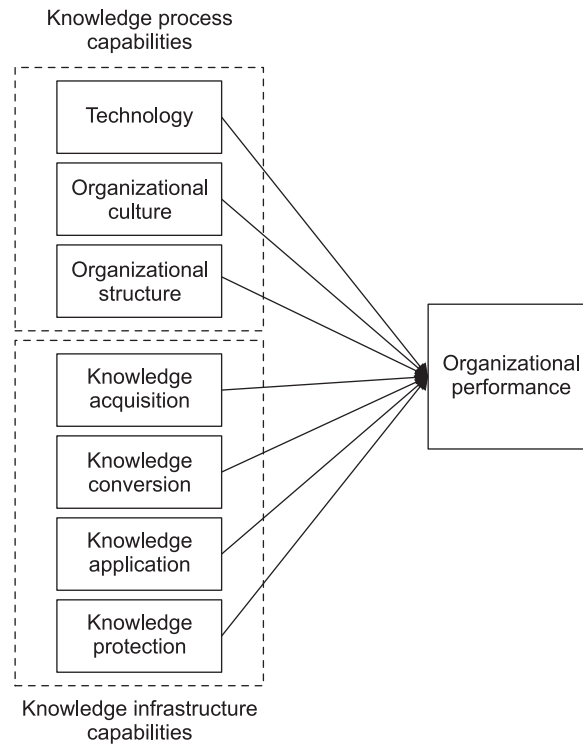 Knowledge process
capabilities
Technology
Organizational
culture
Organizational
structure
Knowledge
acquisition
Knowledge
conversion
Knowledge
application
Knowledge
protection
Knowledge infrastructure
capabilities
Organizational
performance